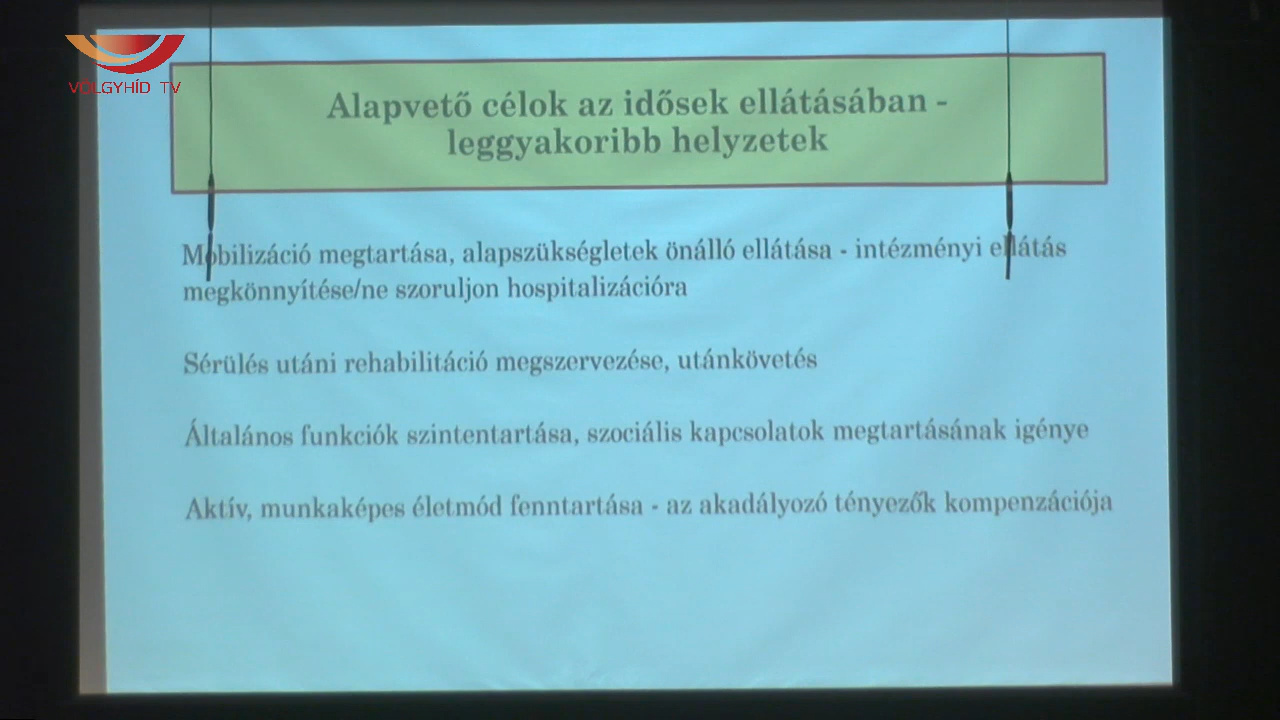 VÖLGYHÍD TV
Alapvető célok az idősek ellátásában -
leggyakoribb helyzetek
Mobilizáció megtartása, alapszükségletek önálló ellátása - intézményi ellátás
megkönnyítése/ne szoruljon hospitalizációra
Sérülés utáni rehabilitáció megszervezése, utánkövetés
Általános funkciók szintentartása, szociális kapcsolatok megtartásának igénye
Aktív, munkaképes életmód fenntartása - az akadályozó tényezők kompenzációja